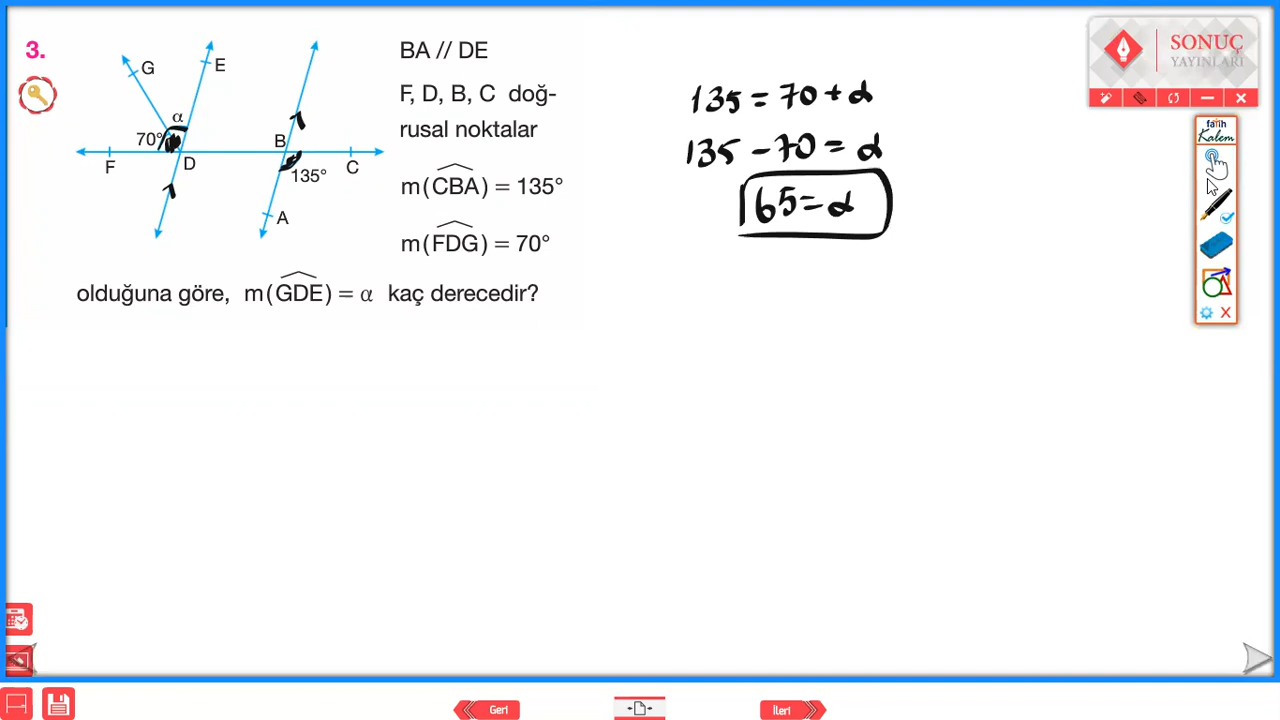 3.
G
E
α
70°
B
F
D
135°
C
A
BA // DE
F, D, B, C doğ-
rusal noktalar
m(CBA) = 135°
m(FDG) = 70°
olduğuna göre, m(GDE) = α kaç derecedir?
135 = 70 + α
135 - 70 = α
65 = α
SONUÇ
YAYINLARI
fatih
Kalem
Geri
İleri